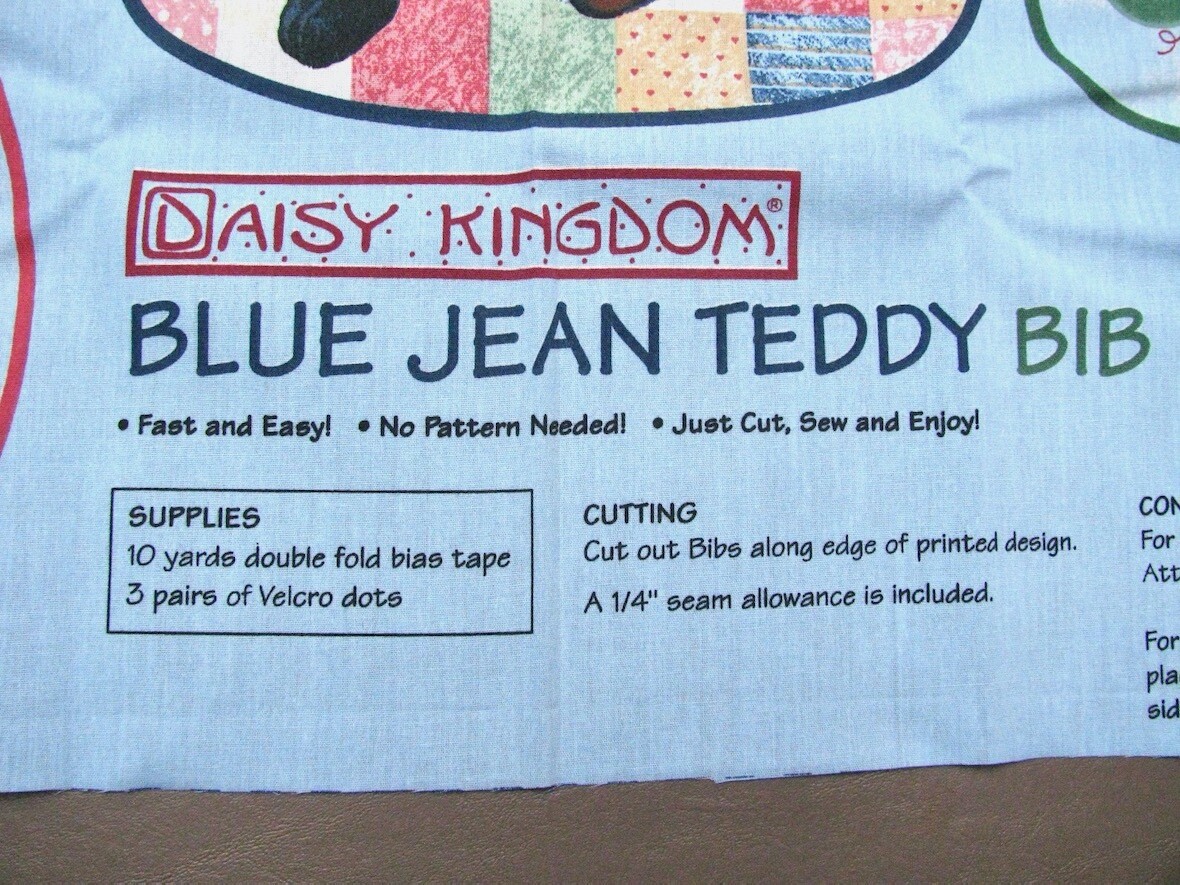 DAISY KINGDOM®
BLUE JEAN TEDDY BIB
• Fast and Easy! • No Pattern Needed! • Just Cut, Sew and Enjoy!
SUPPLIES
10 yards double fold bias tape
3 pairs of Velcro dots
CUTTING
Cut out Bibs along edge of printed design.
A 1/4" seam allowance is included.
For
For